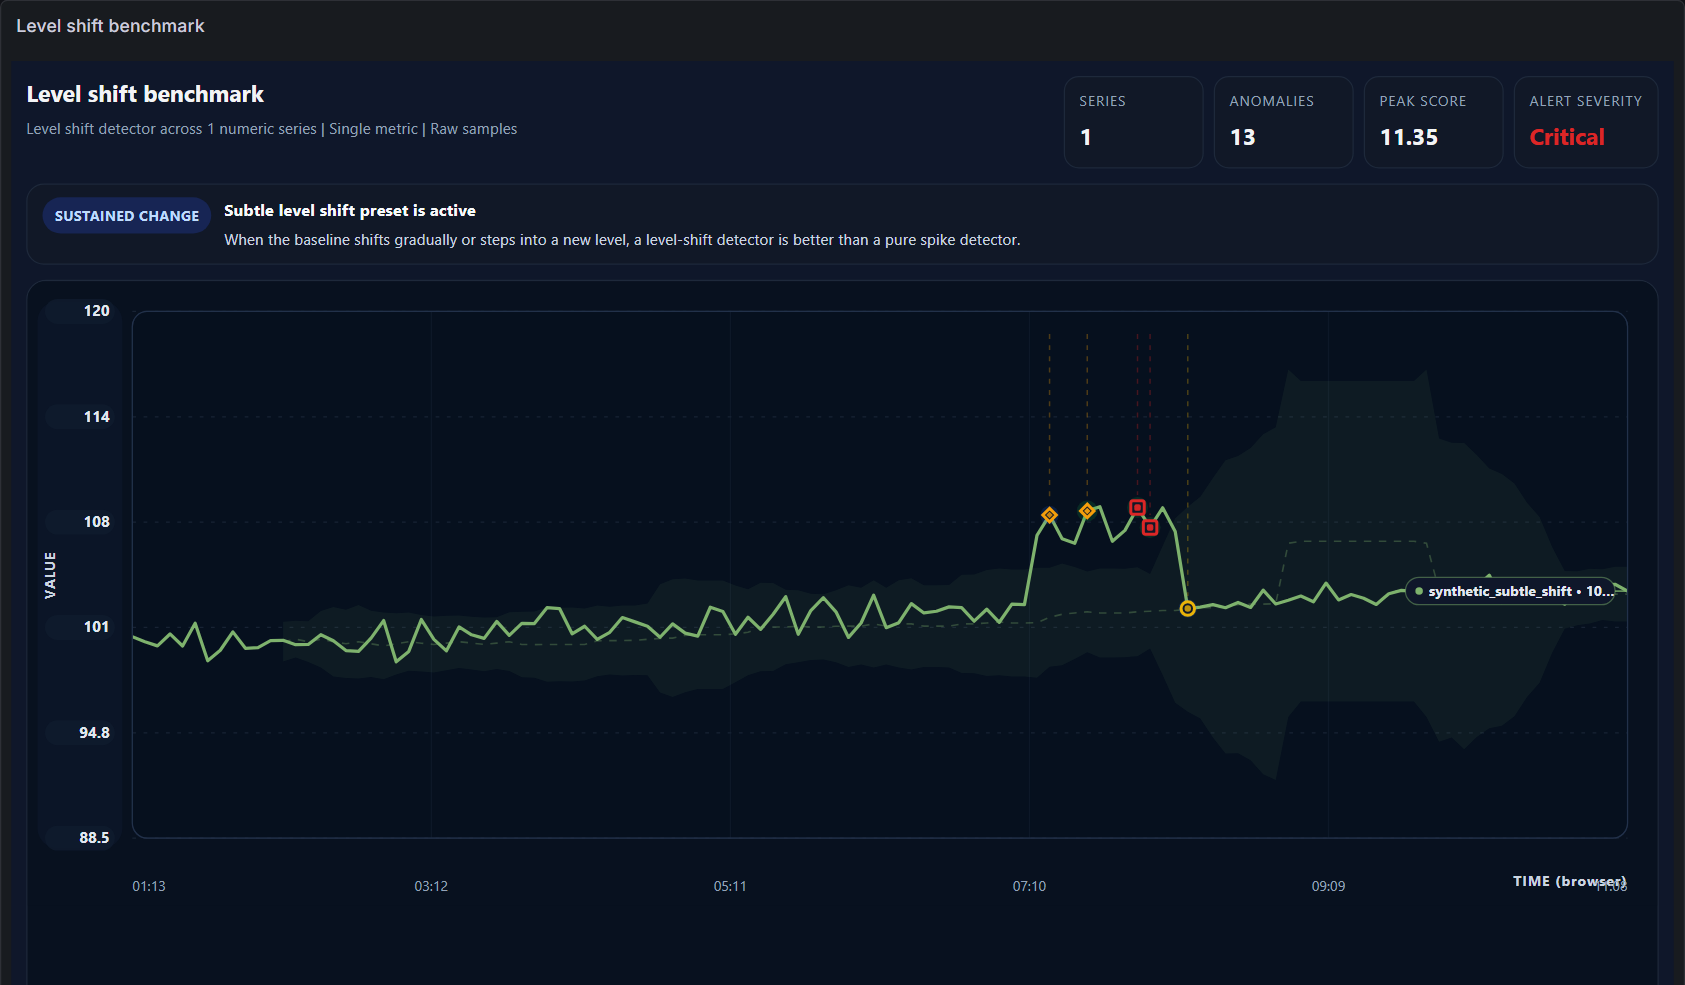 Level shift benchmark
Level shift benchmark
Level shift detector across 1 numeric series | Single metric | Raw samples
SERIES
1
ANOMALIES
13
PEAK SCORE
11.35
ALERT SEVERITY
Critical
SUSTAINED CHANGE
Subtle level shift preset is active
When the baseline shifts gradually or steps into a new level, a level-shift detector is better than a pure spike detector.
120
114
108
101
94.8
88.5
VALUE
synthetic_subtle_shift • 10...
01:13
03:12
05:11
07:10
09:09
TIME (browser)